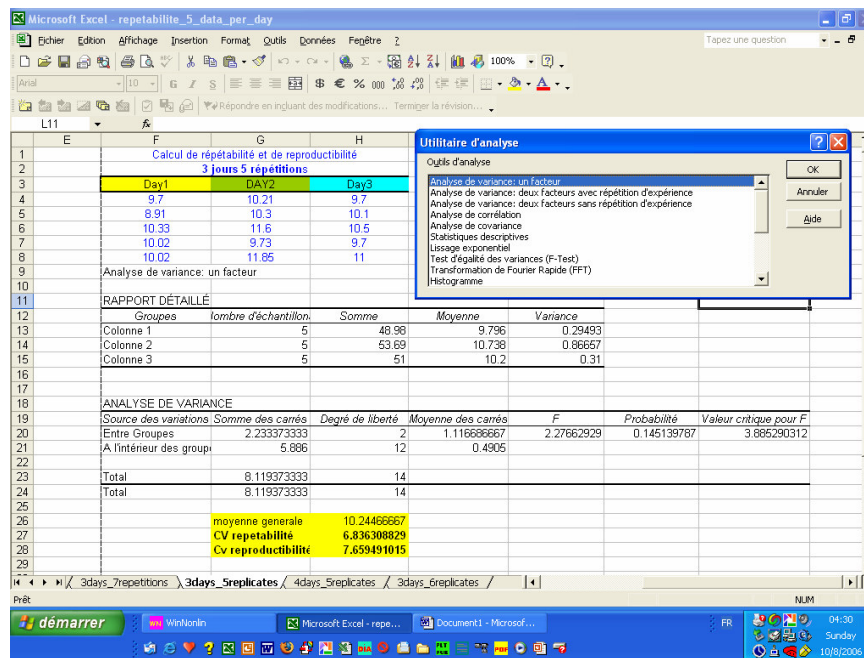 Microsoft Excel - repetabilite_5_data_per_day
Fichier Edition Affichage Insertion Format Outils Données Fenêtre ? Tapez une question
100%
Arial 10 G I S $ € % 000
Répondre en incluant des modifications... Terminer la révision...
L11 fx
E F G H
1 Calcul de répétabilité et de reproductibilité
2 3 jours 5 répétitions
3 Day1 DAY2 Day3
4 9.7 10.21 9.7
5 8.91 10.3 10.1
6 10.33 11.6 10.5
7 10.02 9.73 9.7
8 10.02 11.85 11
9 Analyse de variance: un facteur
10
11 RAPPORT DÉTAILLÉ
12 Groupes lombre d'échantillon Somme Moyenne Variance
13 Colonne 1 5 48.98 9.796 0.29493
14 Colonne 2 5 53.69 10.738 0.86657
15 Colonne 3 5 51 10.2 0.31
16
17
18 ANALYSE DE VARIANCE
19 Source des variations Somme des carrés Degré de liberté Moyenne des carrés F Probabilité Valeur critique pour F
20 Entre Groupes 2.233373333 2 1.116686667 2.27662929 0.145139787 3.885290312
21 A l'intérieur des group 5.886 12 0.4905
22
23 Total 8.119373333 14
24 Total 8.119373333 14
25
26 moyenne generale 10.24466667
27 CV repetabilité 6.836308829
28 Cv reproductibilité 7.659491015
29
Utilitaire d'analyse
Outils d'analyse
Analyse de variance: un facteur
Analyse de variance: deux facteurs avec répétition d'expérience
Analyse de variance: deux facteurs sans répétition d'expérience
Analyse de corrélation
Analyse de covariance
Statistiques descriptives
Lissage exponentiel
Test d'égalité des variances (F-Test)
Transformation de Fourier Rapide (FFT)
Histogramme
OK
Annuler
Aide
3days_7repetitions 3days_5replicates 4days_5replicates 3days_6replicates
Prêt NUM
démarrer WinNonlin Microsoft Excel - repe... Document1 - Microsof... FR 04:30
Sunday
10/8/2006